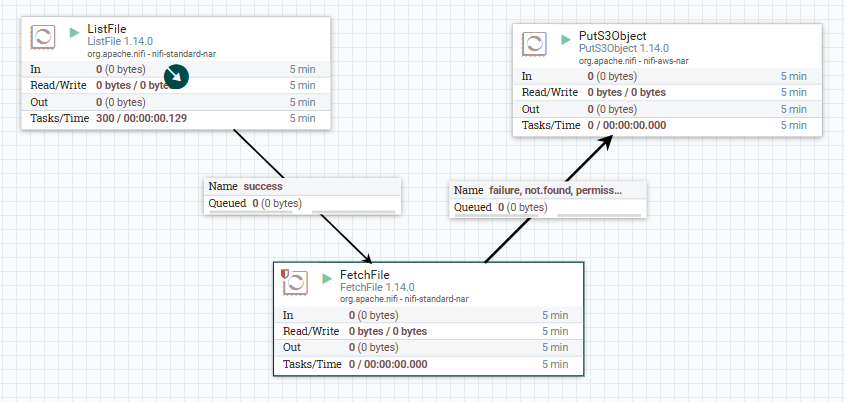 ListFile
ListFile 1.14.0
org.apache.nifi - nifi-standard-nar
In 0 (0 bytes) 5 min
Read/Write 0 bytes / 0 bytes 5 min
Out 0 (0 bytes) 5 min
Tasks/Time 300 / 00:00:00.129 5 min
PutS3Object
PutS3Object 1.14.0
org.apache.nifi - nifi-aws-nar
In 0 (0 bytes) 5 min
Read/Write 0 bytes / 0 bytes 5 min
Out 0 (0 bytes) 5 min
Tasks/Time 0 / 00:00:00.000 5 min
Name success
Queued 0 (0 bytes)
Name failure, not.found, permiss...
Queued 0 (0 bytes)
FetchFile
FetchFile 1.14.0
org.apache.nifi - nifi-standard-nar
In 0 (0 bytes) 5 min
Read/Write 0 bytes / 0 bytes 5 min
Out 0 (0 bytes) 5 min
Tasks/Time 0 / 00:00:00.000 5 min